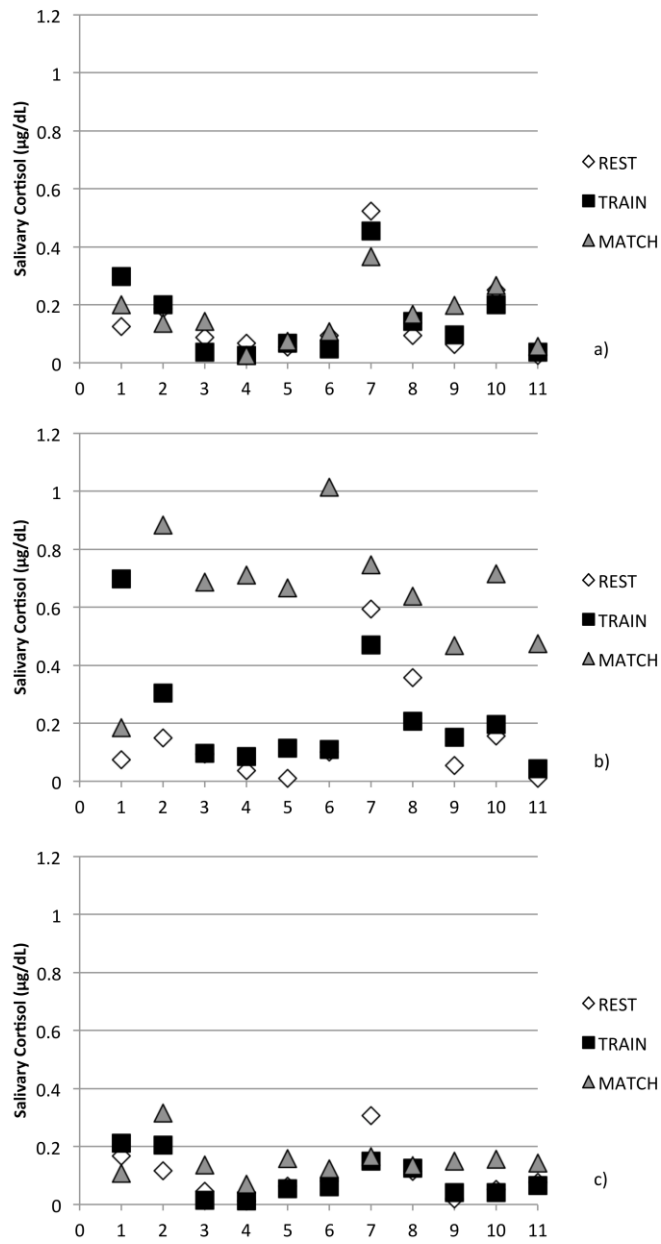 1.2
1
0.8
0.6
0.4
0.2
0
Salivary Cortisol (µg/dL)
REST
TRAIN
MATCH
a)
0 1 2 3 4 5 6 7 8 9 10 11
1.2
1
0.8
0.6
0.4
0.2
0
Salivary Cortisol (µg/dL)
REST
TRAIN
MATCH
b)
0 1 2 3 4 5 6 7 8 9 10 11
1.2
1
0.8
0.6
0.4
0.2
0
Salivary Cortisol (µg/dL)
REST
TRAIN
MATCH
c)
0 1 2 3 4 5 6 7 8 9 10 11